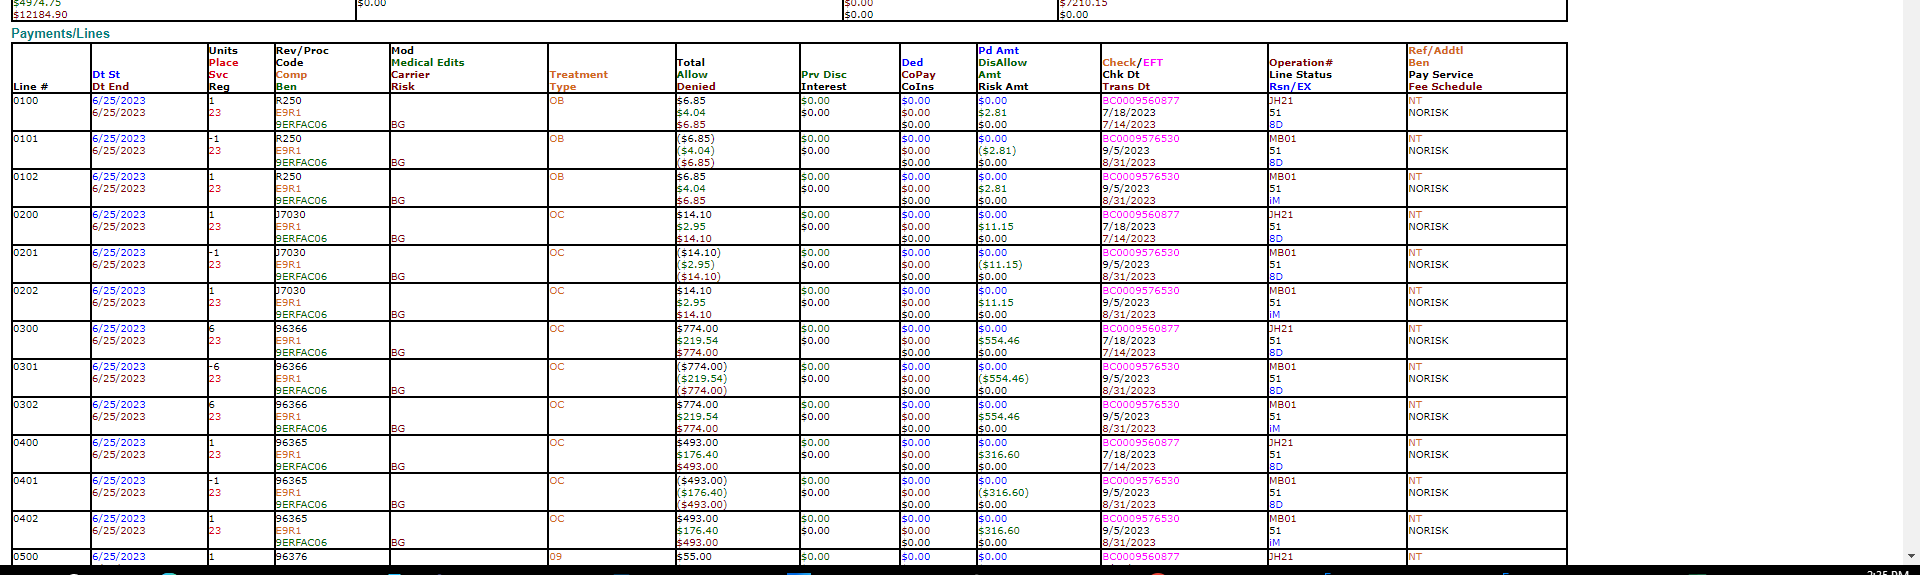 $4974.75 $0.00 $0.00 $7210.15
$12184.90 $0.00 $0.00
Payments/Lines
Units Rev/Proc Mod Pd Amt Ref/Addtl
Place Code Medical Edits Total Ded DisAllow Check/EFT Operation# Ben
Dt St Svc Comp Carrier Treatment Allow Prv Disc CoPay Amt Chk Dt Line Status Pay Service
Line # Dt End Reg Ben Risk Type Denied Interest CoIns Risk Amt Trans Dt Rsn/EX Fee Schedule
0100 6/25/2023 1 R250 OB $6.85 $0.00 $0.00 $0.00 BC0009560877 JH21 NT
6/25/2023 23 E9R1 $4.04 $0.00 $0.00 $2.81 7/18/2023 51 NORISK
9ERFAC06 BG $6.85 $0.00 $0.00 7/14/2023 8D
0101 6/25/2023 -1 R250 OB ($6.85) $0.00 $0.00 $0.00 BC0009576530 MB01 NT
6/25/2023 23 E9R1 ($4.04) $0.00 $0.00 ($2.81) 9/5/2023 51 NORISK
9ERFAC06 BG ($6.85) $0.00 $0.00 8/31/2023 8D
0102 6/25/2023 1 R250 OB $6.85 $0.00 $0.00 $0.00 BC0009576530 MB01 NT
6/25/2023 23 E9R1 $4.04 $0.00 $0.00 $2.81 9/5/2023 51 NORISK
9ERFAC06 BG $6.85 $0.00 $0.00 8/31/2023 iM
0200 6/25/2023 1 J7030 OC $14.10 $0.00 $0.00 $0.00 BC0009560877 JH21 NT
6/25/2023 23 E9R1 $2.95 $0.00 $0.00 $11.15 7/18/2023 51 NORISK
9ERFAC06 BG $14.10 $0.00 $0.00 7/14/2023 8D
0201 6/25/2023 -1 J7030 OC ($14.10) $0.00 $0.00 $0.00 BC0009576530 MB01 NT
6/25/2023 23 E9R1 ($2.95) $0.00 $0.00 ($11.15) 9/5/2023 51 NORISK
9ERFAC06 BG ($14.10) $0.00 $0.00 8/31/2023 8D
0202 6/25/2023 1 J7030 OC $14.10 $0.00 $0.00 $0.00 BC0009576530 MB01 NT
6/25/2023 23 E9R1 $2.95 $0.00 $0.00 $11.15 9/5/2023 51 NORISK
9ERFAC06 BG $14.10 $0.00 $0.00 8/31/2023 iM
0300 6/25/2023 6 96366 OC $774.00 $0.00 $0.00 $0.00 BC0009560877 JH21 NT
6/25/2023 23 E9R1 $219.54 $0.00 $0.00 $554.46 7/18/2023 51 NORISK
9ERFAC06 BG $774.00 $0.00 $0.00 7/14/2023 8D
0301 6/25/2023 -6 96366 OC ($774.00) $0.00 $0.00 $0.00 BC0009576530 MB01 NT
6/25/2023 23 E9R1 ($219.54) $0.00 $0.00 ($554.46) 9/5/2023 51 NORISK
9ERFAC06 BG ($774.00) $0.00 $0.00 8/31/2023 8D
0302 6/25/2023 6 96366 OC $774.00 $0.00 $0.00 $0.00 BC0009576530 MB01 NT
6/25/2023 23 E9R1 $219.54 $0.00 $0.00 $554.46 9/5/2023 51 NORISK
9ERFAC06 BG $774.00 $0.00 $0.00 8/31/2023 iM
0400 6/25/2023 1 96365 OC $493.00 $0.00 $0.00 $0.00 BC0009560877 JH21 NT
6/25/2023 23 E9R1 $176.40 $0.00 $0.00 $316.60 7/18/2023 51 NORISK
9ERFAC06 BG $493.00 $0.00 $0.00 7/14/2023 8D
0401 6/25/2023 -1 96365 OC ($493.00) $0.00 $0.00 $0.00 BC0009576530 MB01 NT
6/25/2023 23 E9R1 ($176.40) $0.00 $0.00 ($316.60) 9/5/2023 51 NORISK
9ERFAC06 BG ($493.00) $0.00 $0.00 8/31/2023 8D
0402 6/25/2023 1 96365 OC $493.00 $0.00 $0.00 $0.00 BC0009576530 MB01 NT
6/25/2023 23 E9R1 $176.40 $0.00 $0.00 $316.60 9/5/2023 51 NORISK
9ERFAC06 BG $493.00 $0.00 $0.00 8/31/2023 iM
0500 6/25/2023 1 96376 09 $55.00 $0.00 $0.00 $0.00 BC0009560877 JH21 NT